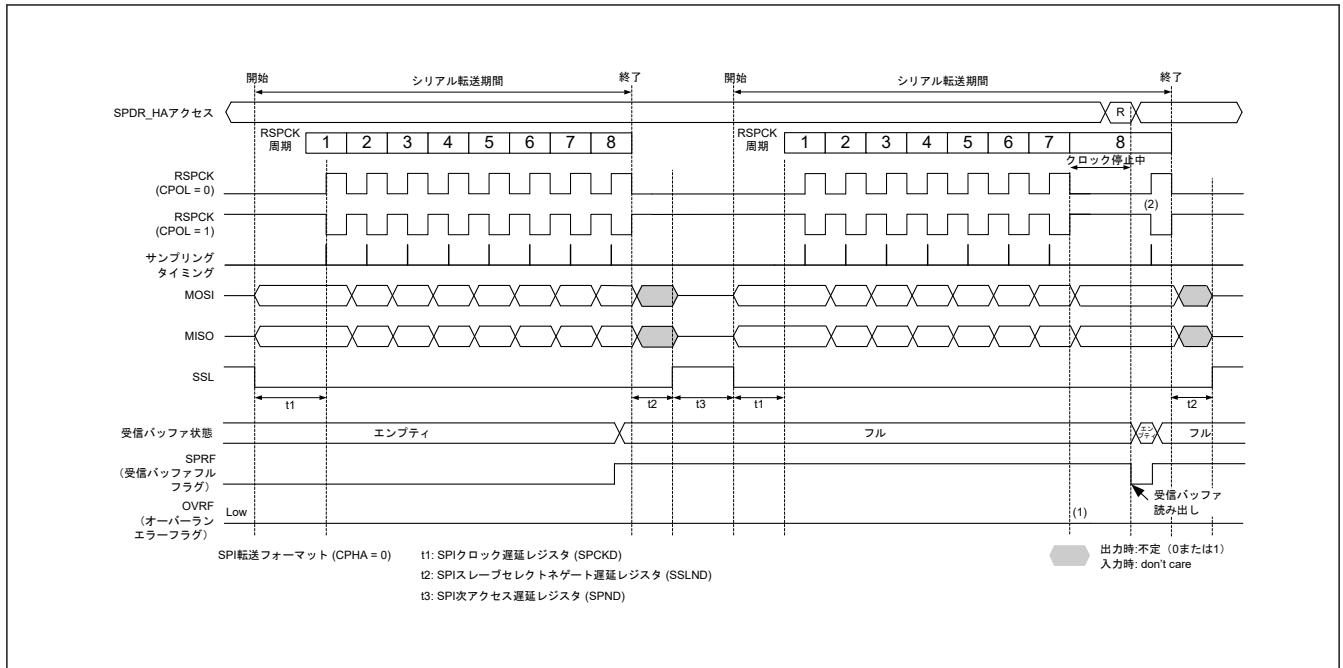 開始 シリアル転送期間 終了 開始 シリアル転送期間 終了
SPDR_HAアクセス R
RSPCK
周期 1 2 3 4 5 6 7 8
RSPCK
周期 1 2 3 4 5 6 7 8
クロック停止中
RSPCK
(CPOL = 0)
(2)
RSPCK
(CPOL = 1)
サンプリング
タイミング
MOSI
MISO
SSL
t1 t2 t3 t1 t2
受信バッファ状態 エンプティ フル エンプティ フル
SPRF
(受信バッファフル
フラグ)
受信バッファ
読み出し
OVRF
(オーバーラン
エラーフラグ)
Low (1)
SPI転送フォーマット (CPHA = 0)
t1: SPIクロック遅延レジスタ (SPCKD)
t2: SPIスレーブセレクトネゲート遅延レジスタ (SSLND)
t3: SPI次アクセス遅延レジスタ (SPND)
出力時:不定(0または1)
入力時: don't care